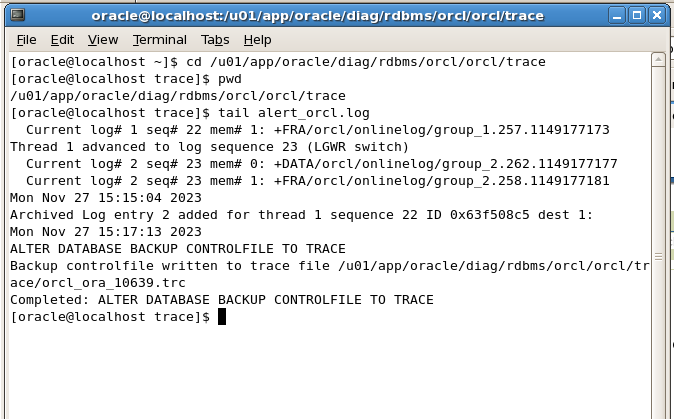 oracle@localhost:/u01/app/oracle/diag/rdbms/orcl/orcl/trace
File Edit View Terminal Tabs Help
[oracle@localhost ~]$ cd /u01/app/oracle/diag/rdbms/orcl/orcl/trace
[oracle@localhost trace]$ pwd
/u01/app/oracle/diag/rdbms/orcl/orcl/trace
[oracle@localhost trace]$ tail alert_orcl.log
  Current log# 1 seq# 22 mem# 1: +FRA/orcl/onlinelog/group_1.257.1149177173
Thread 1 advanced to log sequence 23 (LGWR switch)
  Current log# 2 seq# 23 mem# 0: +DATA/orcl/onlinelog/group_2.262.1149177177
  Current log# 2 seq# 23 mem# 1: +FRA/orcl/onlinelog/group_2.258.1149177181
Mon Nov 27 15:15:04 2023
Archived Log entry 2 added for thread 1 sequence 22 ID 0x63f508c5 dest 1:
Mon Nov 27 15:17:13 2023
ALTER DATABASE BACKUP CONTROLFILE TO TRACE
Backup controlfile written to trace file /u01/app/oracle/diag/rdbms/orcl/orcl/tr
ace/orcl_ora_10639.trc
Completed: ALTER DATABASE BACKUP CONTROLFILE TO TRACE
[oracle@localhost trace]$